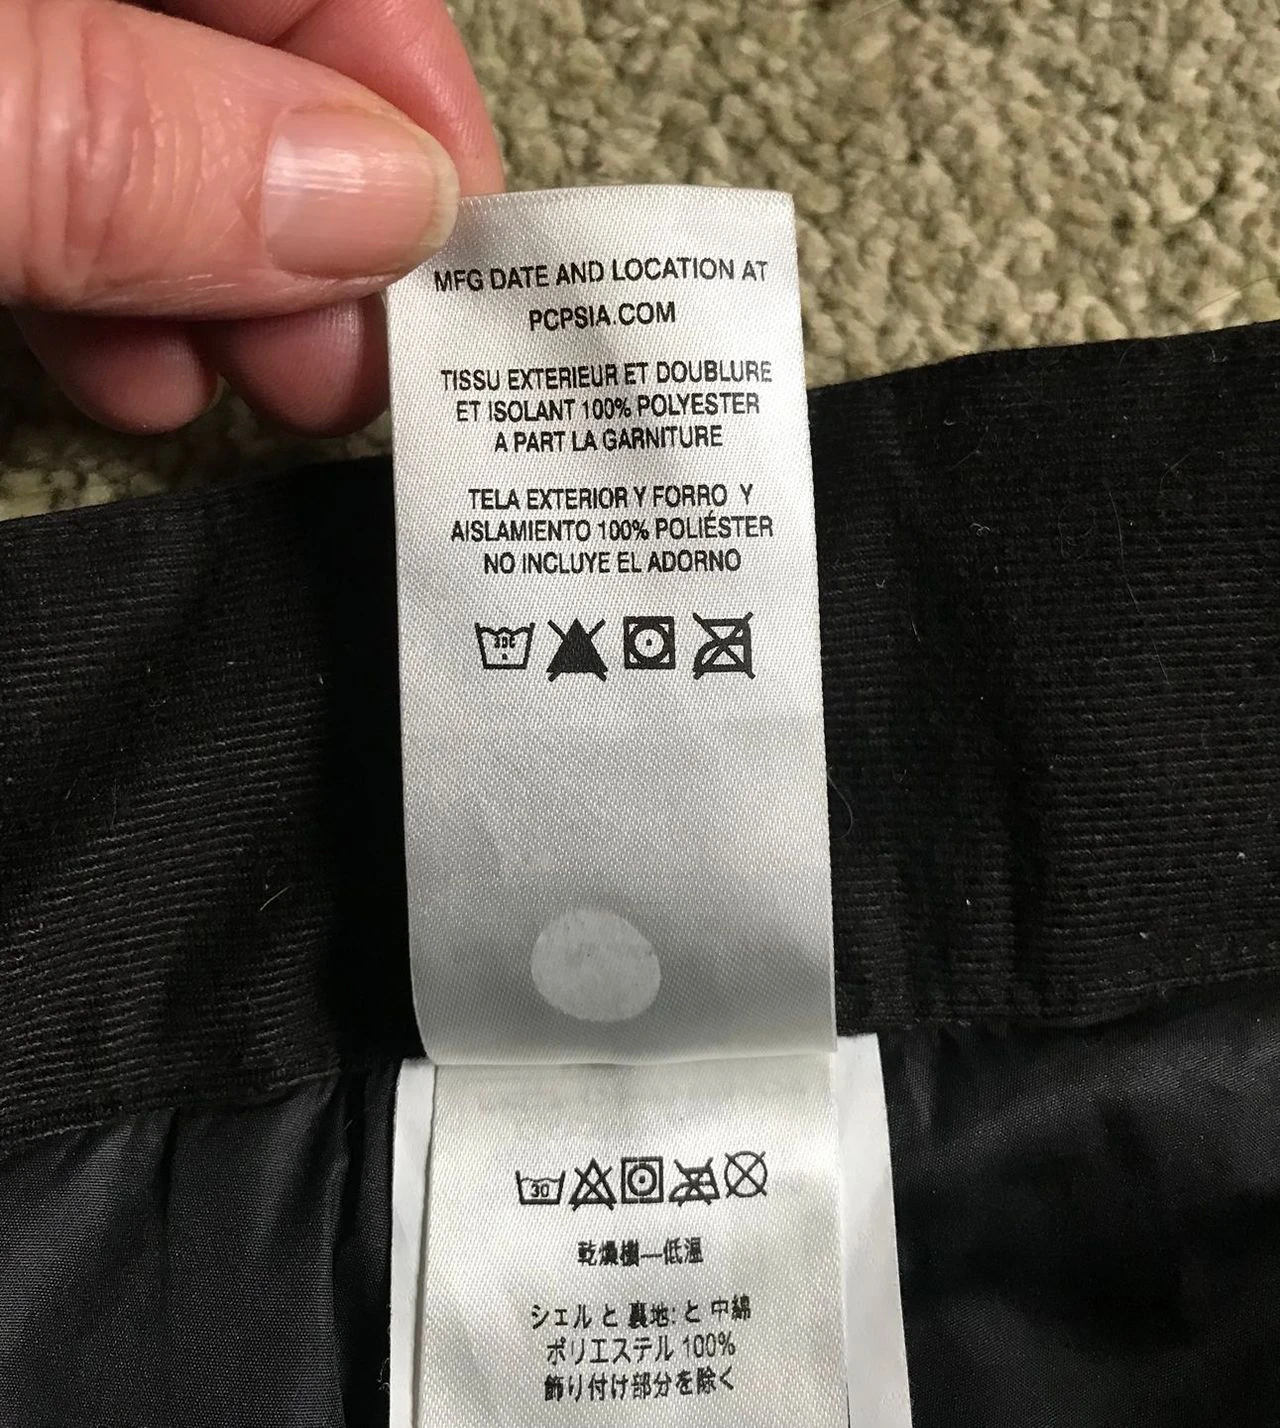 MFG DATE AND LOCATION AT
PCPSIA.COM
TISSU EXTERIEUR ET DOUBLURE
ET ISOLANT 100% POLYESTER
A PART LA GARNITURE
TELA EXTERIOR Y FORRO Y
AISLAMIENTO 100% POLIÉSTER
NO INCLUYE EL ADORNO
30
乾燥機—低温
シェル と 裏地: と 中綿
ポリエステル 100%
飾り付け部分を除く